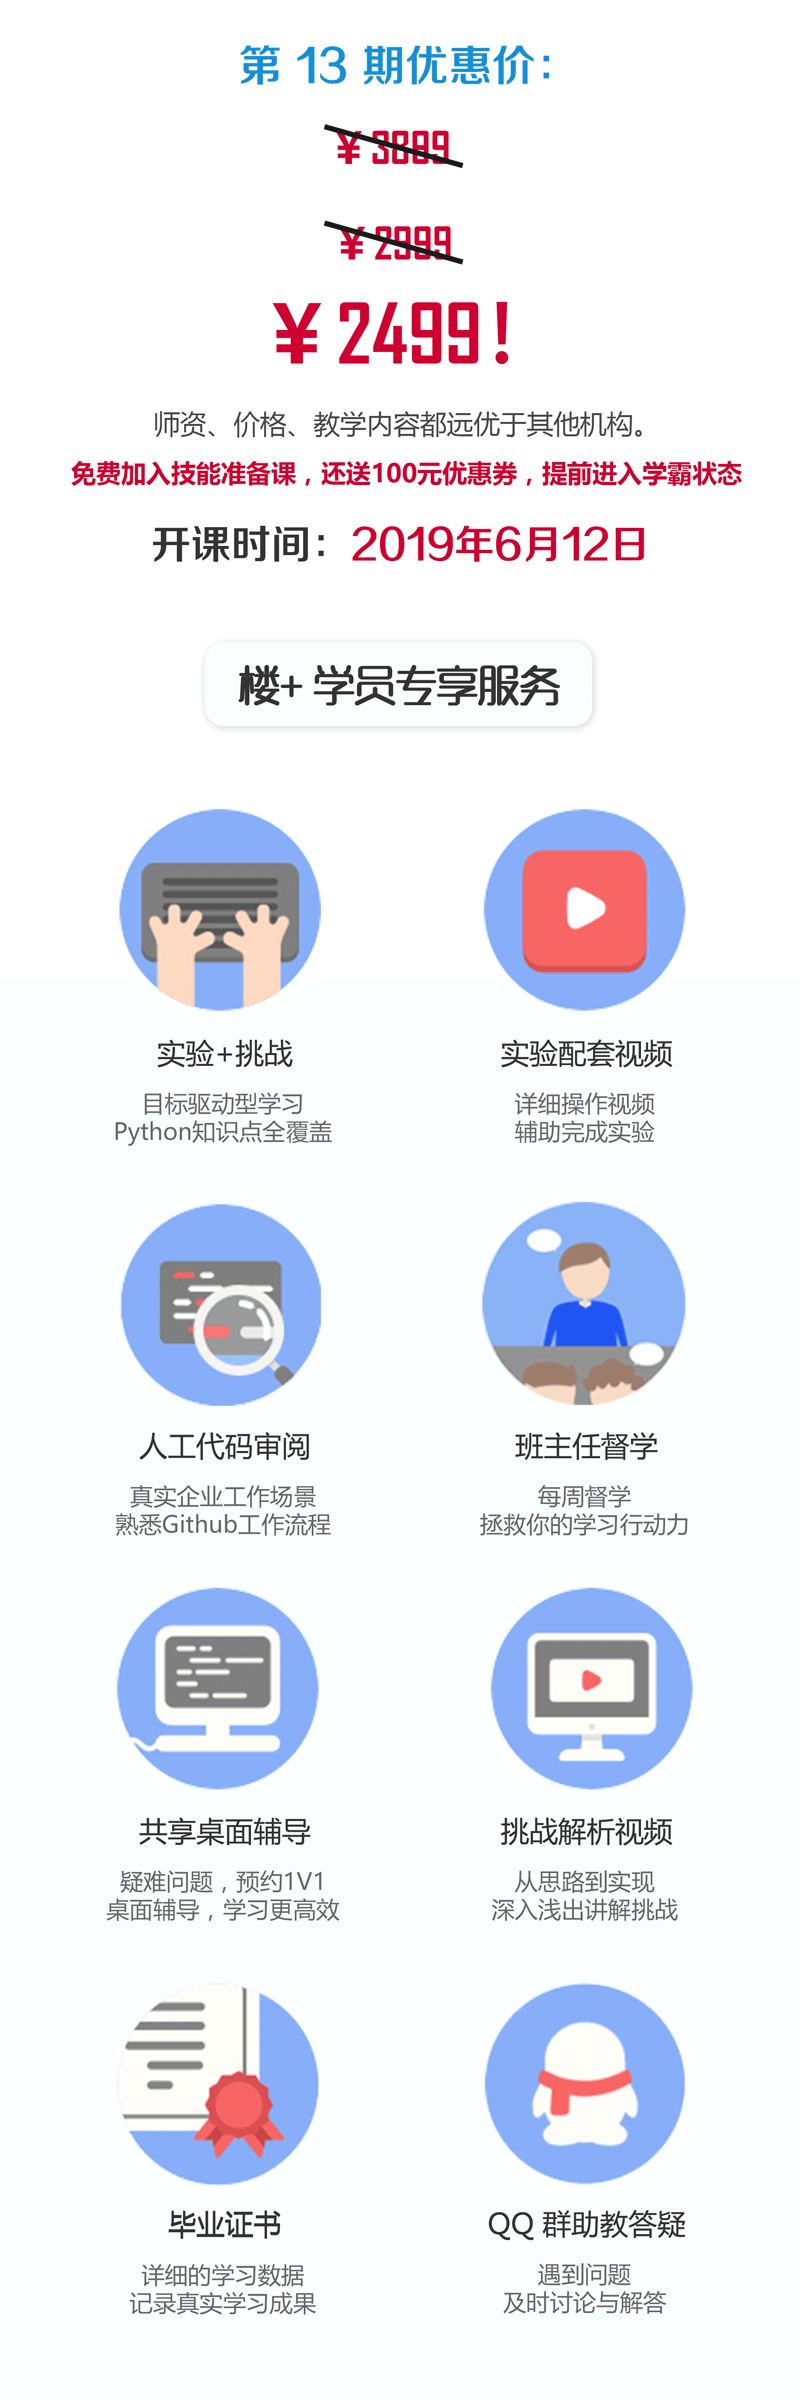 第 13 期优惠价：
￥3889
￥2999
￥2499！
师资、价格、教学内容都远优于其他机构。
免费加入技能准备课，还送100元优惠券，提前进入学霸状态
开课时间：2019年6月12日
楼+ 学员专享服务
实验+挑战
目标驱动型学习
Python知识点全覆盖
实验配套视频
详细操作视频
辅助完成实验
人工代码审阅
真实企业工作场景
熟悉Github工作流程
班主任督学
每周督学
拯救你的学习行动力
共享桌面辅导
疑难问题，预约1V1
桌面辅导，学习更高效
挑战解析视频
从思路到实现
深入浅出讲解挑战
毕业证书
详细的学习数据
记录真实学习成果
QQ 群助教答疑
遇到问题
及时讨论与解答